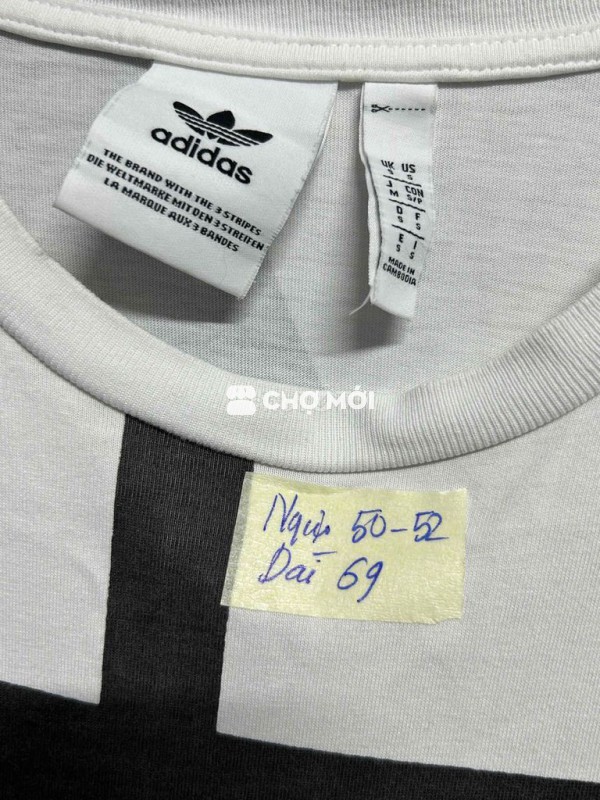 adidas
THE BRAND WITH THE 3 STRIPES
DIE WELTMARKE MIT DEN 3 STREIFEN
LA MARQUE AUX 3 BANDES
UK US
S S
J CON
M S/P
D F
S S
E I
S S
MADE IN
CAMBODIA
CHỢ MỚI
Ngực 50-52
Dài 69